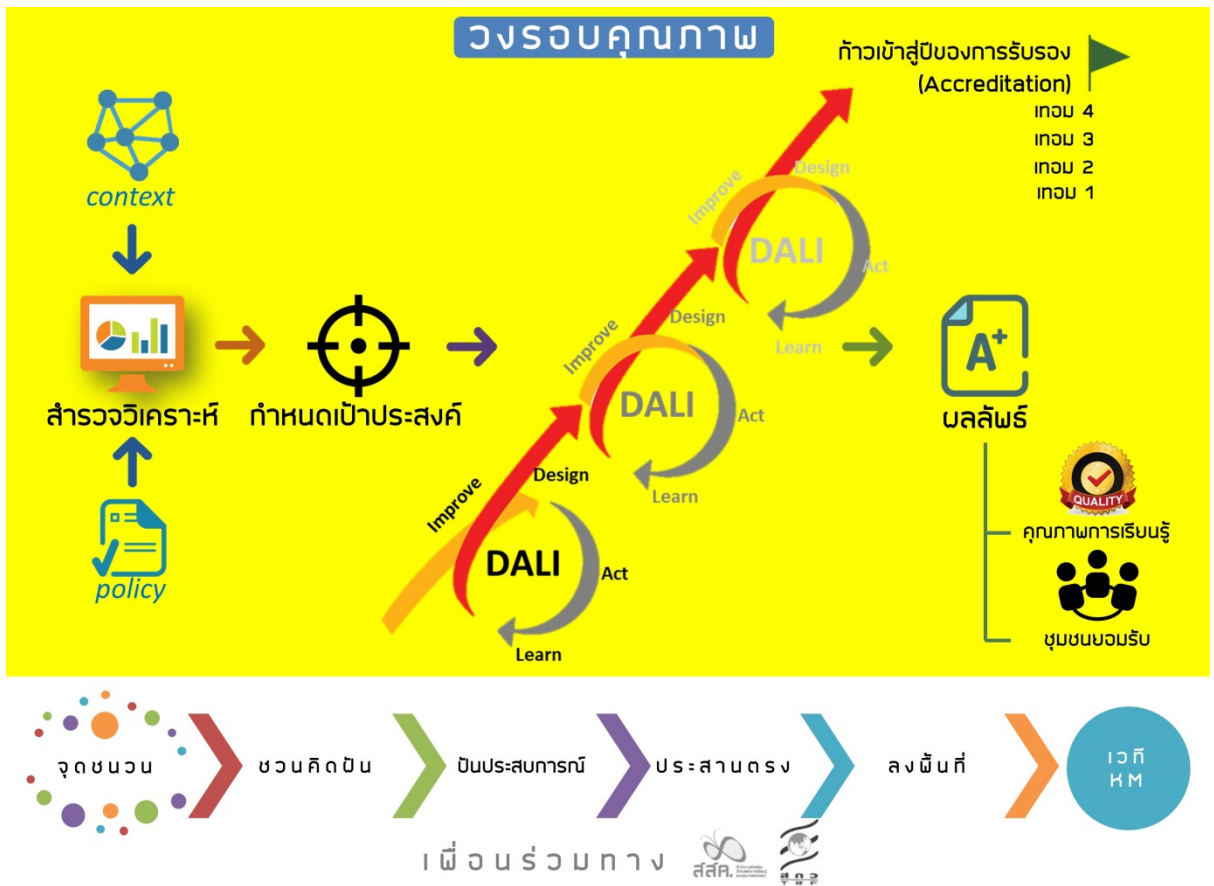 วงรอบคุณภาพ
ก้าวเข้าสู่ปีของการรับรอง
(Accreditation)
เทอม 4
เทอม 3
เทอม 2
เทอม 1
context
สำรวจวิเคราะห์
policy
กำหนดเป้าประสงค์
Improve
Design
DALI
Act
Learn
Improve
Design
DALI
Act
Learn
Improve
Design
DALI
Act
Learn
A+
ผลลัพธ์
QUALITY
คุณภาพการเรียนรู้
ชุมชนยอมรับ
จุดชนวน
ชวนคิดฝัน
ปันประสบการณ์
ประสานตรง
ลงพื้นที่
เวที
KM
เพื่อนร่วมทาง
สสค.
สกว
TRF